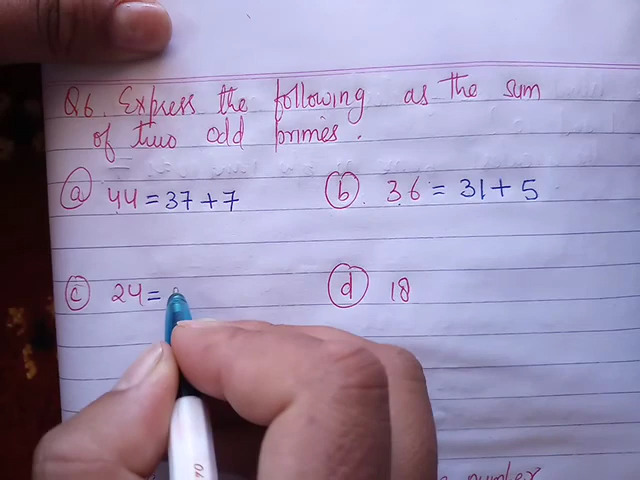 Q6. Express the following as the sum
of two odd primes.
(a) 44 = 37 + 7
(b) 36 = 31 + 5
(c) 24 =
(d) 18
number